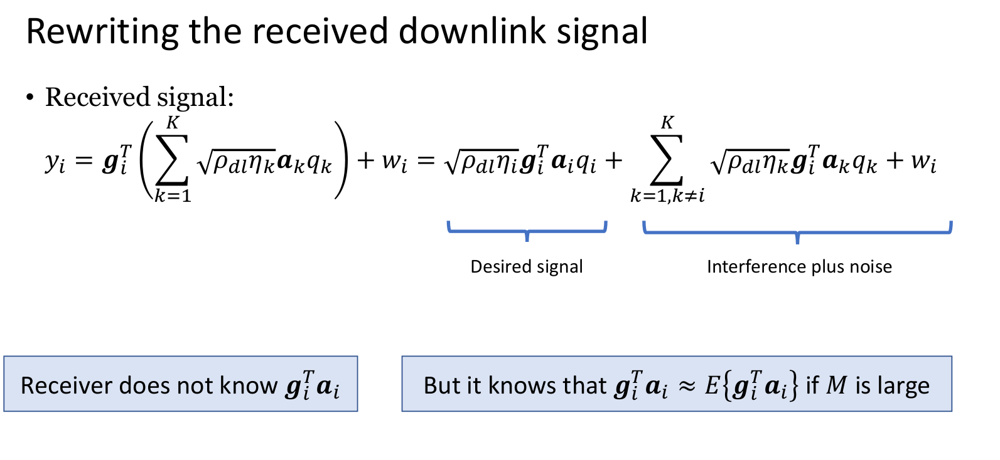 Rewriting the received downlink signal
• Received signal:
$y_i = \boldsymbol{g}_i^T \left( \sum_{k=1}^{K} \sqrt{\rho_{dl}\eta_k} \boldsymbol{a}_k q_k \right) + w_i = \sqrt{\rho_{dl}\eta_i} \boldsymbol{g}_i^T \boldsymbol{a}_i q_i + \sum_{k=1,k\neq i}^{K} \sqrt{\rho_{dl}\eta_k} \boldsymbol{g}_i^T \boldsymbol{a}_k q_k + w_i$
Desired signal
Interference plus noise
Receiver does not know $\boldsymbol{g}_i^T \boldsymbol{a}_i$
But it knows that $\boldsymbol{g}_i^T \boldsymbol{a}_i \approx E\{\boldsymbol{g}_i^T \boldsymbol{a}_i\}$ if $M$ is large